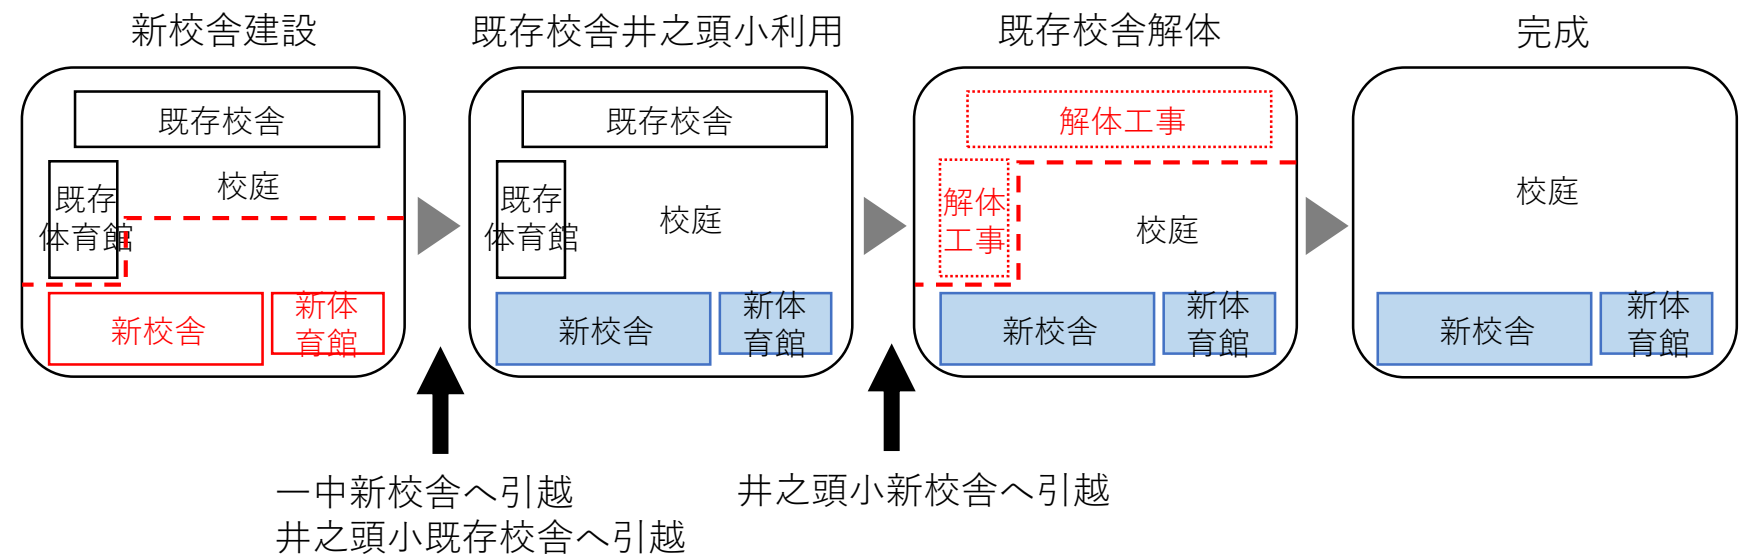 新校舎建設
既存校舎井之頭小利用
既存校舎解体
完成
既存校舎
既存
体育館
校庭
新校舎
新体
育館
既存校舎
既存
体育館
校庭
新校舎
新体
育館
解体工事
解体
工事
校庭
新校舎
新体
育館
校庭
新校舎
新体
育館
一中新校舎へ引越
井之頭小既存校舎へ引越
井之頭小新校舎へ引越